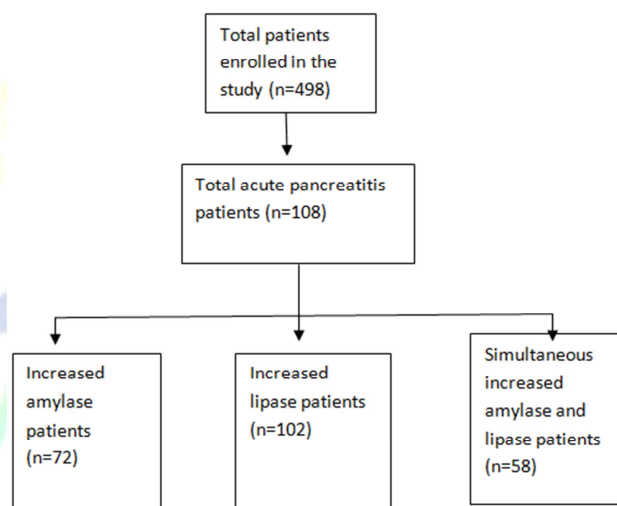 Total patients
enrolled in the
study (n=498)
Total acute pancreatitis
patients (n=108)
Increased
amylase
patients
(n=72)
Increased
lipase patients
(n=102)
Simultaneous
increased
amylase and
lipase patients
(n=58)